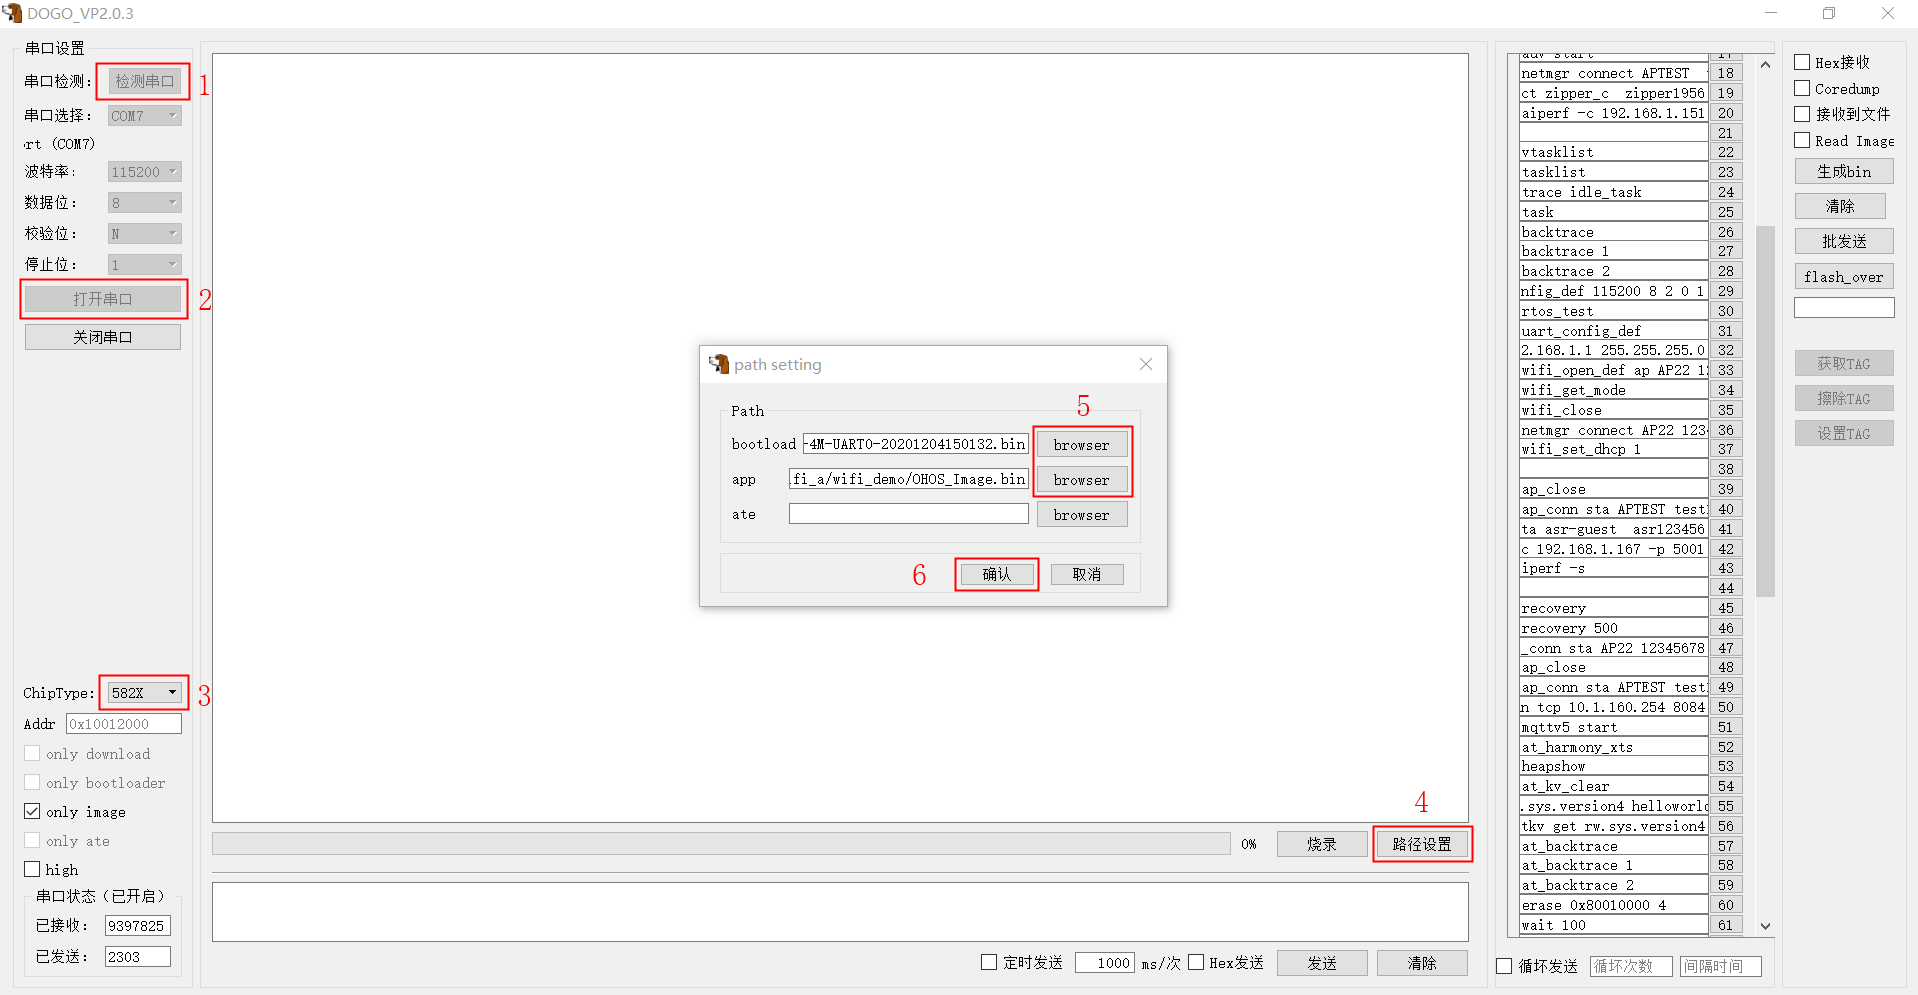 DOGO_VP2.0.3
串口设置
串口检测:
检测串口
1
串口选择:
COM7
rt (COM7)
波特率:
115200
数据位:
8
校验位:
N
停止位:
1
打开串口
2
关闭串口
ChipType:
582X
3
Addr
0x10012000
only download
only bootloader
only image
only ate
high
串口状态（已开启）
已接收:
9397825
已发送:
2303
path setting
Path
5
bootload
-4M-UART0-20201204150132.bin
browser
app
fi_a/wifi_demo/OHOS_Image.bin
browser
ate
browser
6
确认
取消
4
0%
烧录
路径设置
定时发送
1000
ms/次
Hex发送
发送
清除
adv start 17
netmgr connect APTEST 18
ct zipper_c zipper1956 19
aiperf -c 192.168.1.151 20
21
vtasklist 22
tasklist 23
trace idle_task 24
task 25
backtrace 26
backtrace 1 27
backtrace 2 28
nfig_def 115200 8 2 0 1 29
rtos_test 30
uart_config_def 31
2.168.1.1 255.255.255.0 32
wifi_open_def ap AP22 33
wifi_get_mode 34
wifi_close 35
netmgr connect AP22 123 36
wifi_set_dhcp 1 37
38
ap_close 39
ap_conn sta APTEST test 40
ta asr-guest asr123456 41
c 192.168.1.167 -p 5001 42
iperf -s 43
44
recovery 45
recovery 500 46
_conn sta AP22 12345678 47
ap_close 48
ap_conn sta APTEST test 49
n tcp 10.1.160.254 8084 50
mqttv5 start 51
at_harmony_xts 52
heapshow 53
at_kv_clear 54
.sys.version4 helloworl 55
tkv get rw.sys.version4 56
at_backtrace 57
at_backtrace 1 58
at_backtrace 2 59
erase 0x80010000 4 60
wait 100 61
循环发送
循环次数
间隔时间
Hex接收
Coredump
接收到文件
Read Image
生成bin
清除
批发送
flash_over
获取TAG
擦除TAG
设置TAG